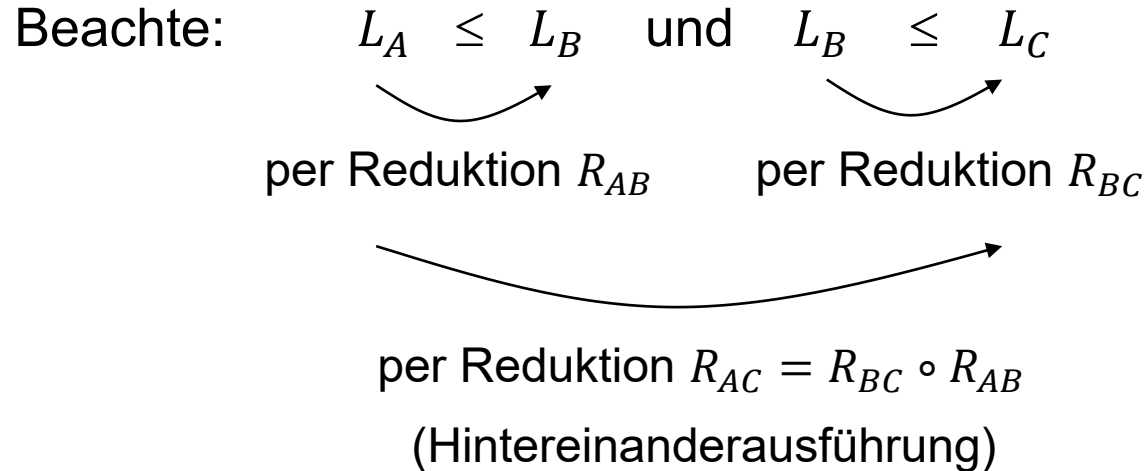 Beachte: L_A ≤ L_B und L_B ≤ L_C
per Reduktion R_AB per Reduktion R_BC
per Reduktion R_AC = R_BC ∘ R_AB
(Hintereinanderausführung)